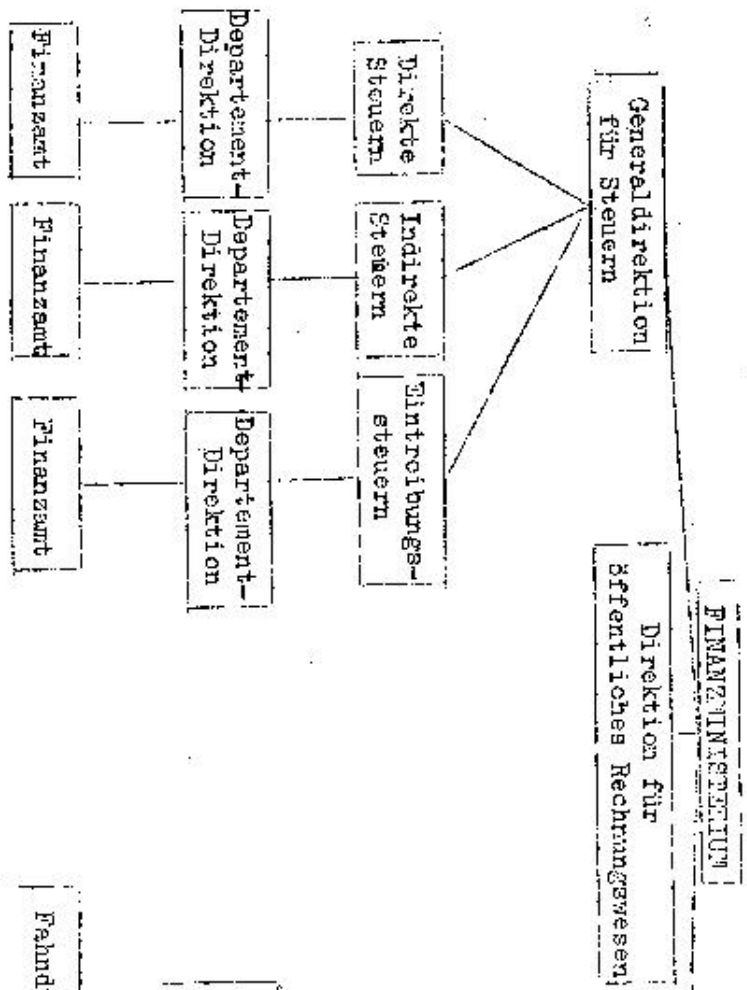 FINANZMINISTERIUM
Generaldirektion
für Steuern
Direktion für
öffentliches Rechnungswesen
Direkte
Steuern
Indirekte
Steuern
Eintreibungs-
steuern
Departement-
Direktion
Departement-
Direktion
Departement-
Direktion
Finanzamt
Finanzamt
Finanzamt
Fahnd